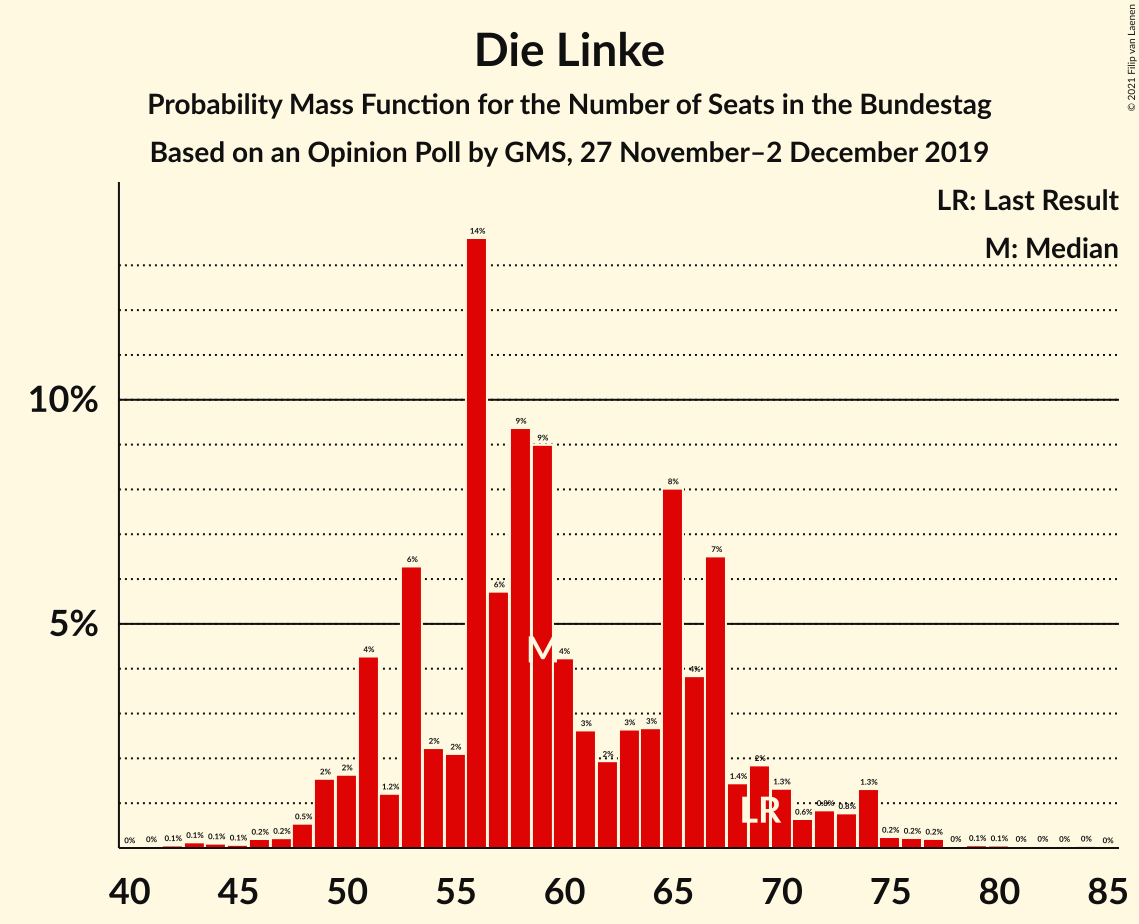 Die Linke
Probability Mass Function for the Number of Seats in the Bundestag
Based on an Opinion Poll by GMS, 27 November–2 December 2019
© 2021 Filip van Laenen
LR: Last Result
M: Median
10%
5%
0% 0% 0.1% 0.1% 0.1% 0.1% 0.2% 0.2% 0.5% 2% 2% 4% 1.2% 6% 2% 2% 14% 6% 9% 9% 4% 3% 2% 3% 3% 8% 4% 7% 1.4% 2% 1.3% 0.6% 0.8% 0.8% 1.3% 0.2% 0.2% 0.2% 0% 0.1% 0.1% 0% 0% 0% 0% 0%
M
LR
40 45 50 55 60 65 70 75 80 85